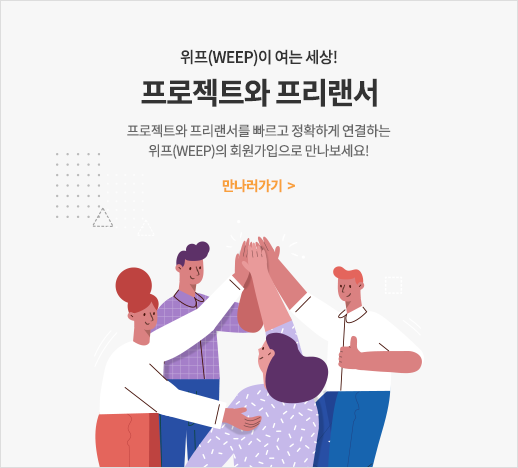 위프(WEEP)이 여는 세상!
프로젝트와 프리랜서
프로젝트와 프리랜서를 빠르고 정확하게 연결하는
위프(WEEP)의 회원가입으로 만나보세요!
만나러가기 >